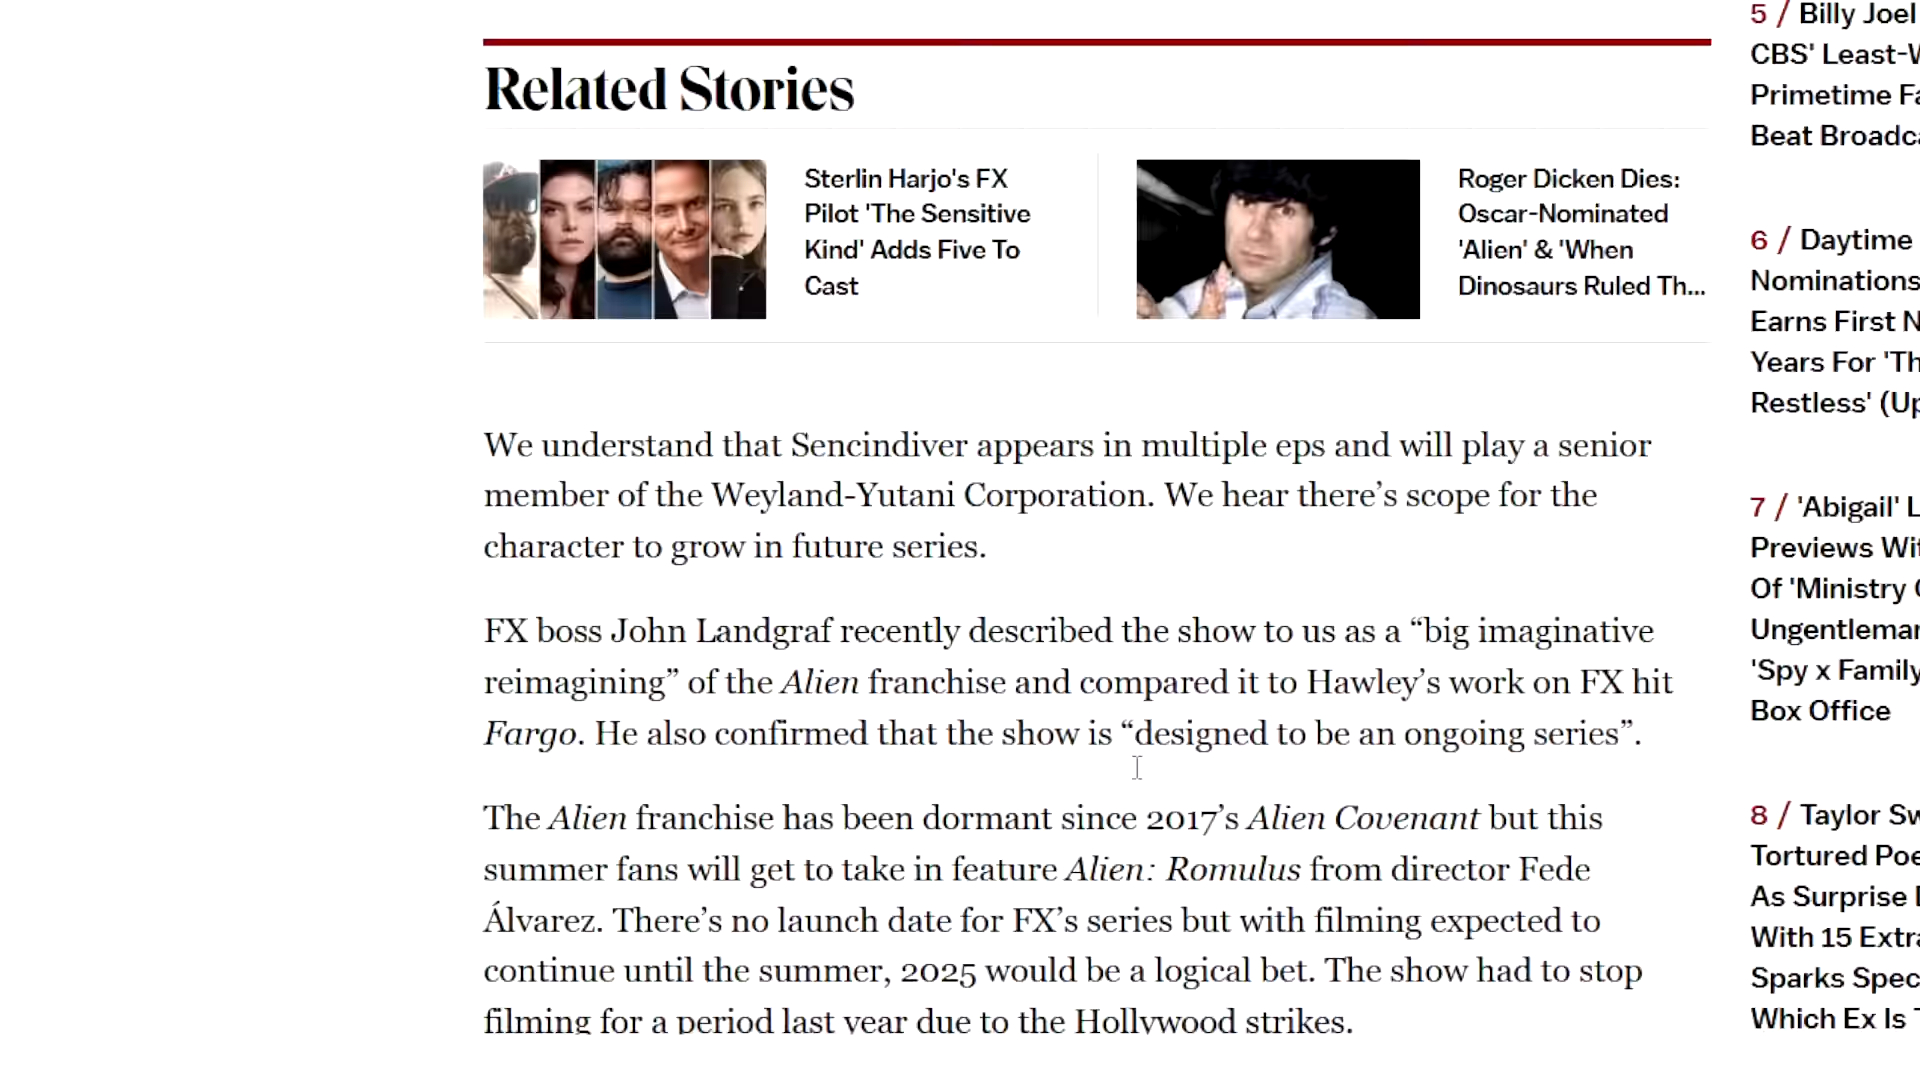 Related Stories
Sterlin Harjo's FX
Pilot 'The Sensitive
Kind' Adds Five To
Cast
Roger Dicken Dies:
Oscar-Nominated
'Alien' & 'When
Dinosaurs Ruled Th...
We understand that Sencindiver appears in multiple eps and will play a senior
member of the Weyland-Yutani Corporation. We hear there’s scope for the
character to grow in future series.
FX boss John Landgraf recently described the show to us as a “big imaginative
reimagining” of the Alien franchise and compared it to Hawley’s work on FX hit
Fargo. He also confirmed that the show is “designed to be an ongoing series”.
The Alien franchise has been dormant since 2017’s Alien Covenant but this
summer fans will get to take in feature Alien: Romulus from director Fede
Álvarez. There’s no launch date for FX’s series but with filming expected to
continue until the summer, 2025 would be a logical bet. The show had to stop
filming for a period last year due to the Hollywood strikes.
5 / Billy Joel
CBS' Least-
Primetime
Beat
6 / Daytime
Nominations
Earns First
Years For
Restless'
7 / 'Abigail'
Previews
Of 'Ministry
'Spy x Family
Box Office
8 / Taylor
Tortured
As Surprise
With 15
Sparks
Which Ex Is